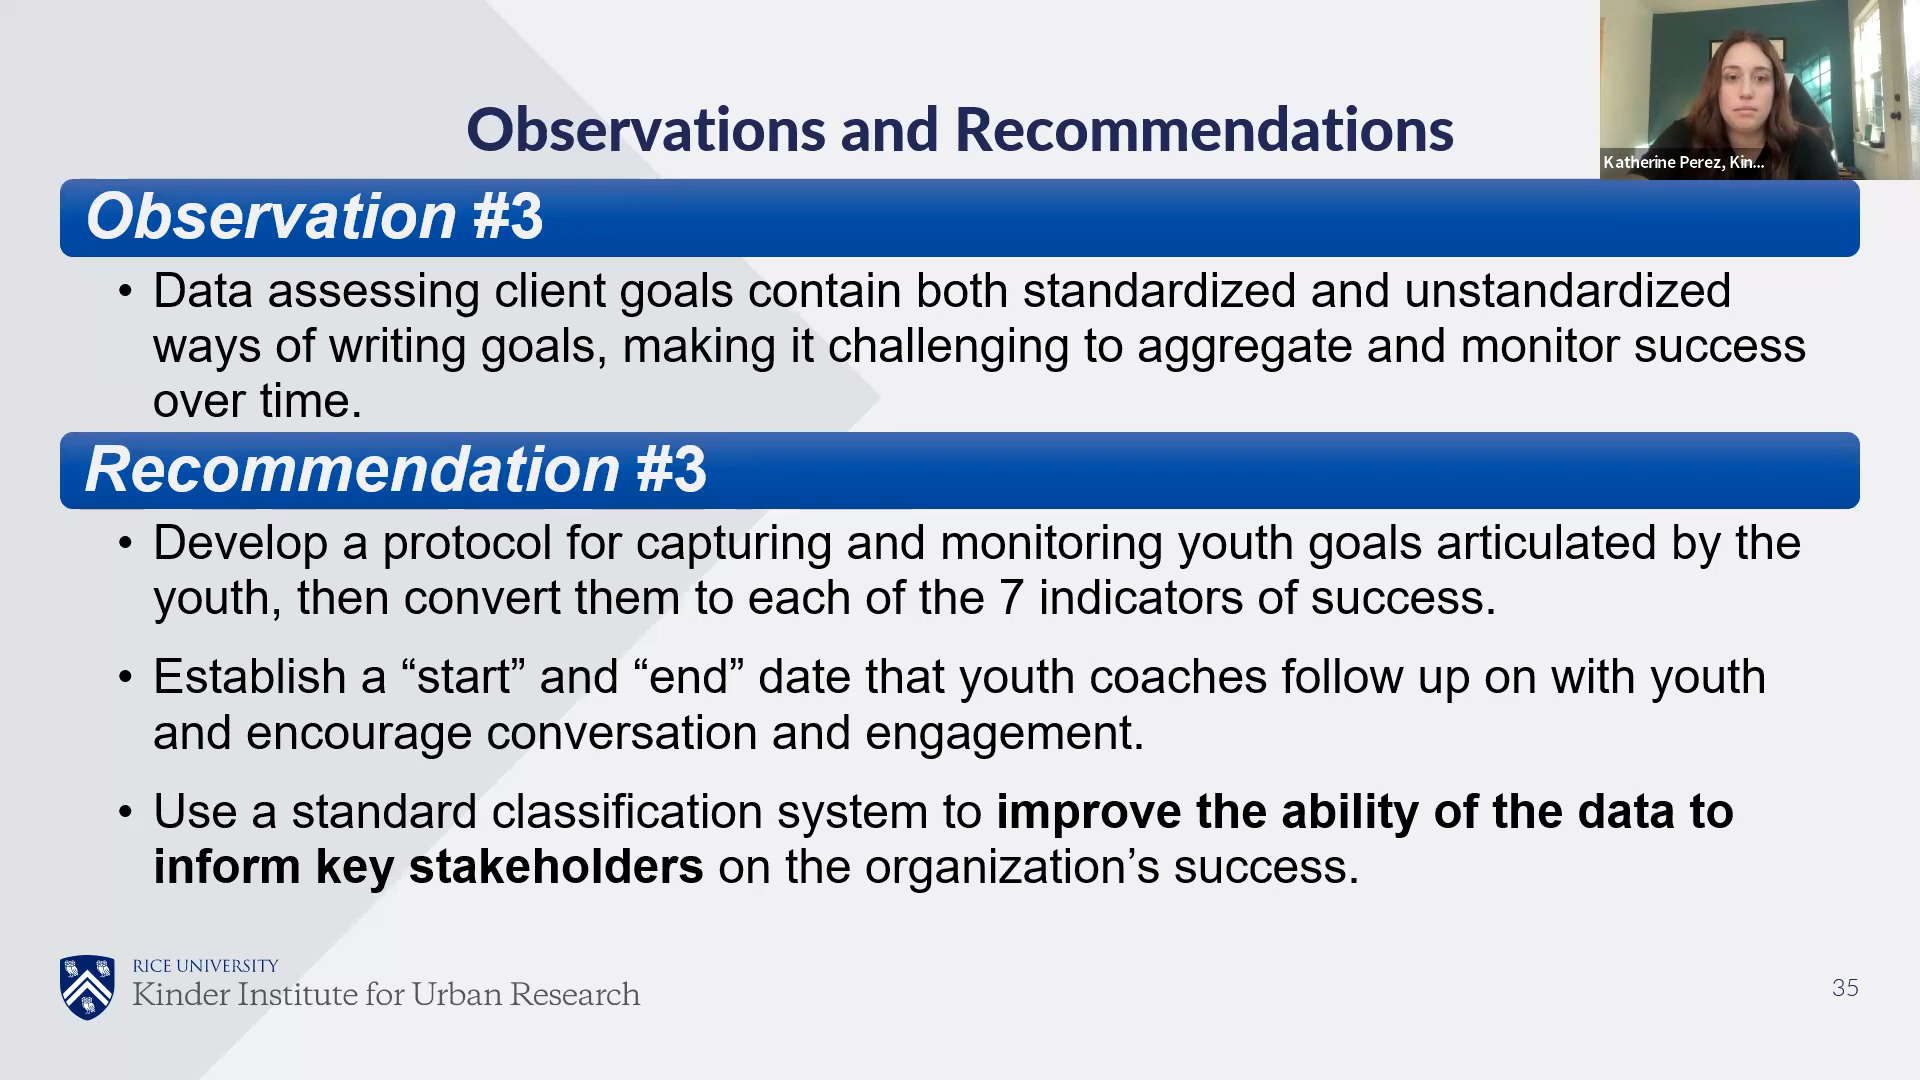 Observations and Recommendations
Katherine Perez, Kin...
Observation #3
• Data assessing client goals contain both standardized and unstandardized
ways of writing goals, making it challenging to aggregate and monitor success
over time.
Recommendation #3
• Develop a protocol for capturing and monitoring youth goals articulated by the
youth, then convert them to each of the 7 indicators of success.
• Establish a “start” and “end” date that youth coaches follow up on with youth
and encourage conversation and engagement.
• Use a standard classification system to improve the ability of the data to
inform key stakeholders on the organization’s success.
RICE UNIVERSITY
Kinder Institute for Urban Research
35